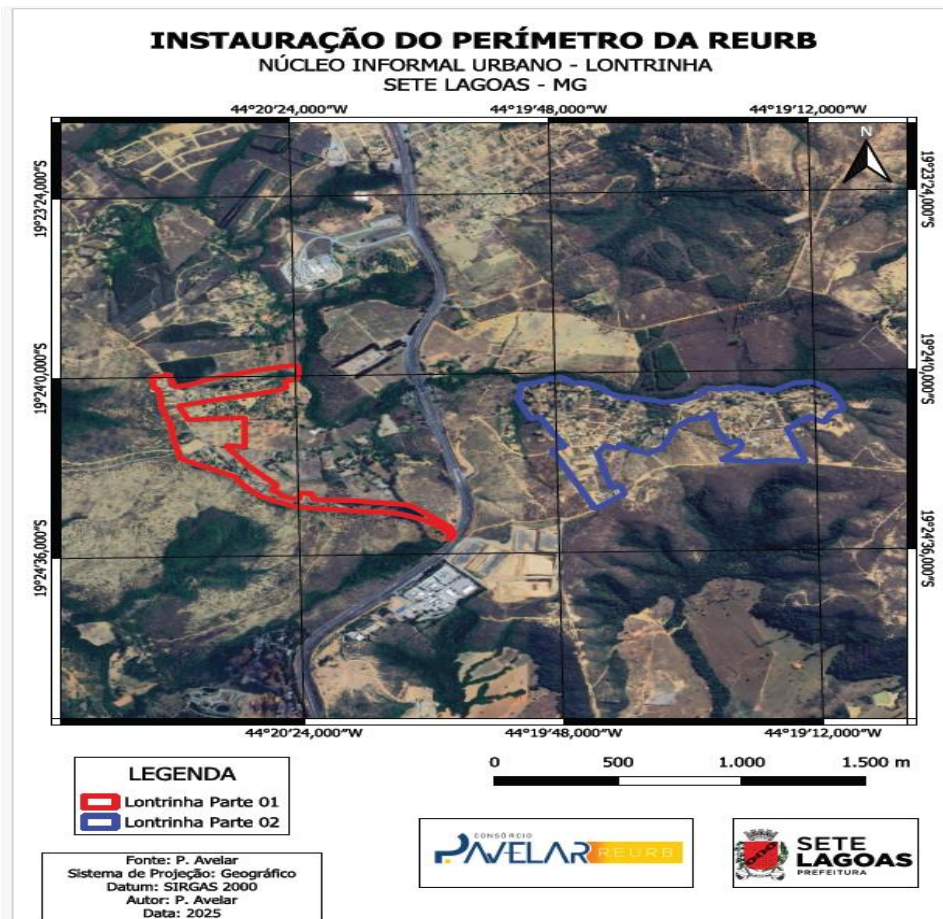 INSTAURAÇÃO DO PERÍMETRO DA REURB
NÚCLEO INFORMAL URBANO - LONTRINHA
SETE LAGOAS - MG
44°20'24,000"W 44°19'48,000"W 44°19'12,000"W
N
19°23'24,000"S 19°23'24,000"S
19°24'0,000"S 19°24'0,000"S
19°24'36,000"S 19°24'36,000"S
44°20'24,000"W 44°19'48,000"W 44°19'12,000"W
0 500 1.000 1.500 m
LEGENDA
Lontrinha Parte 01
Lontrinha Parte 02
CONSÓRCIO
PAVELAR REURB
SETE
LAGOAS
PREFEITURA
Fonte: P. Avelar
Sistema de Projeção: Geográfico
Datum: SIRGAS 2000
Autor: P. Avelar
Data: 2025